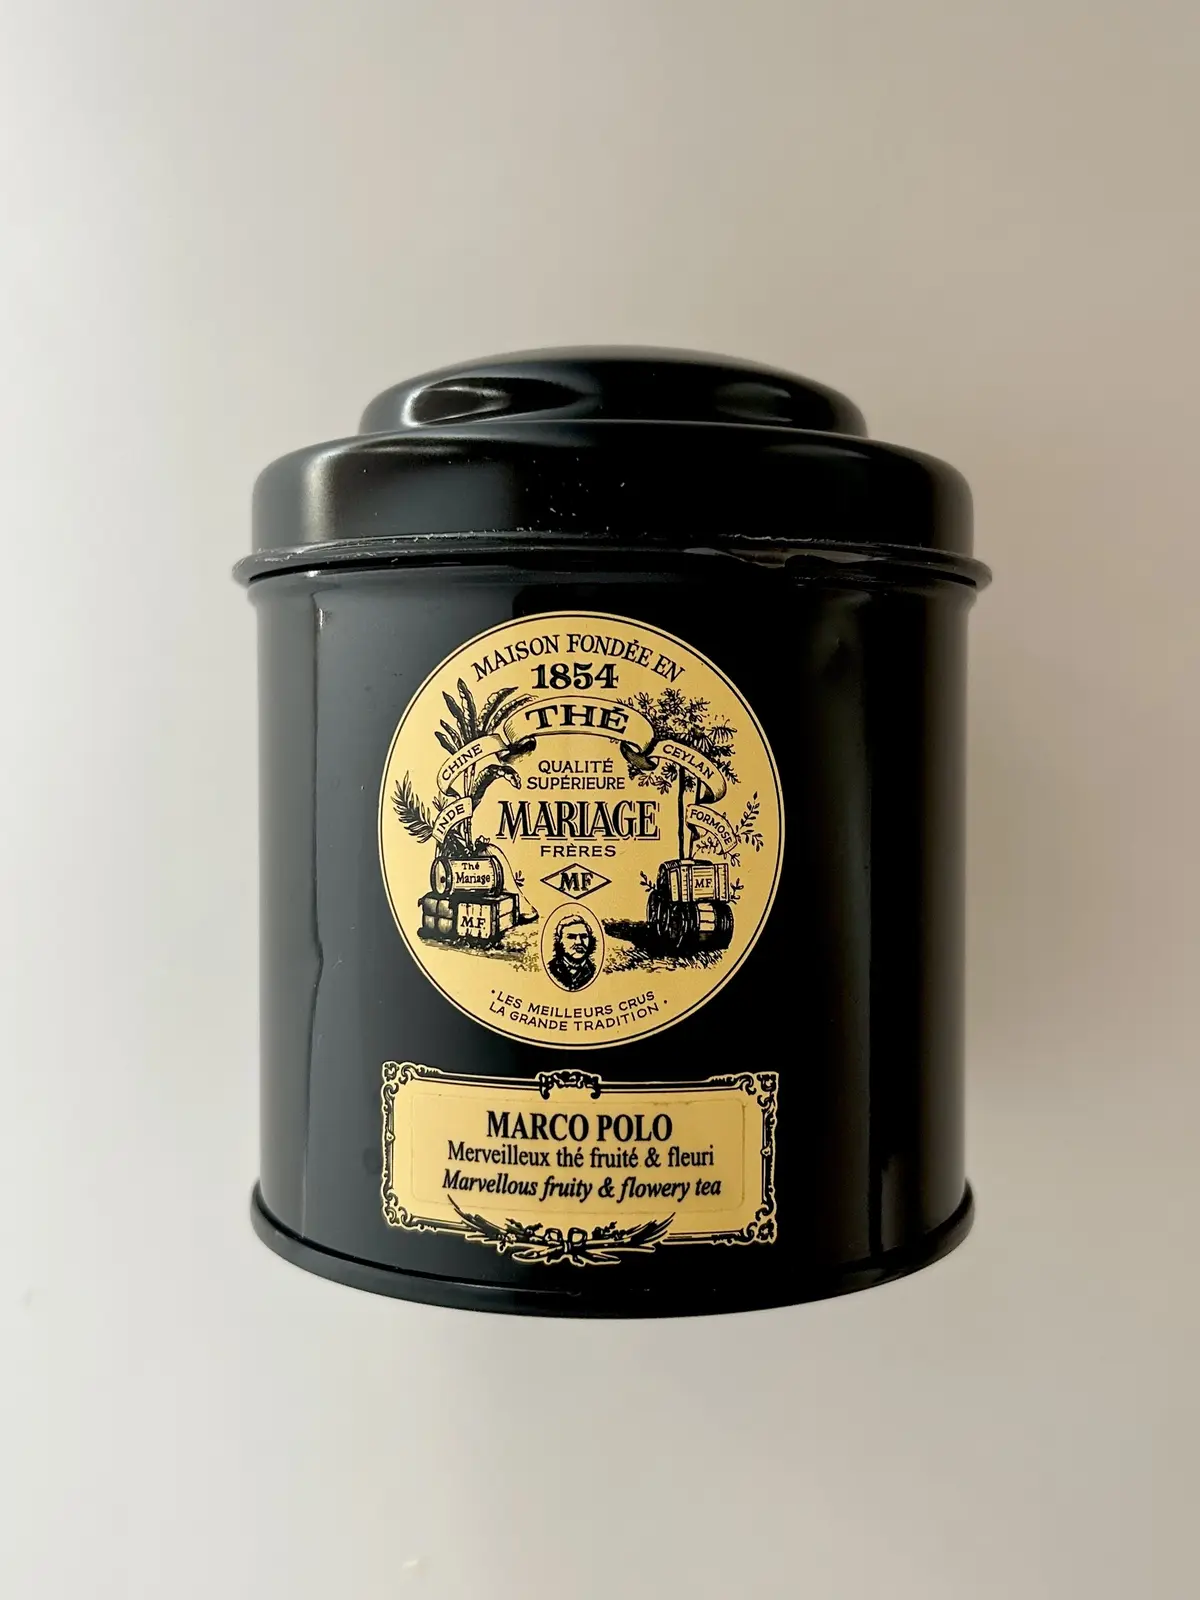 MAISON FONDÉE EN
1854
THÉ
CHINE
CEYLAN
INDE
FORMOSE
QUALITÉ
SUPÉRIEURE
MARIAGE
FRÈRES
MF
Thé
Mariage
M.F.
M.F.
• LES MEILLEURS CRUS
LA GRANDE TRADITION •
MARCO POLO
Merveilleux thé fruité & fleuri
Marvellous fruity & flowery tea